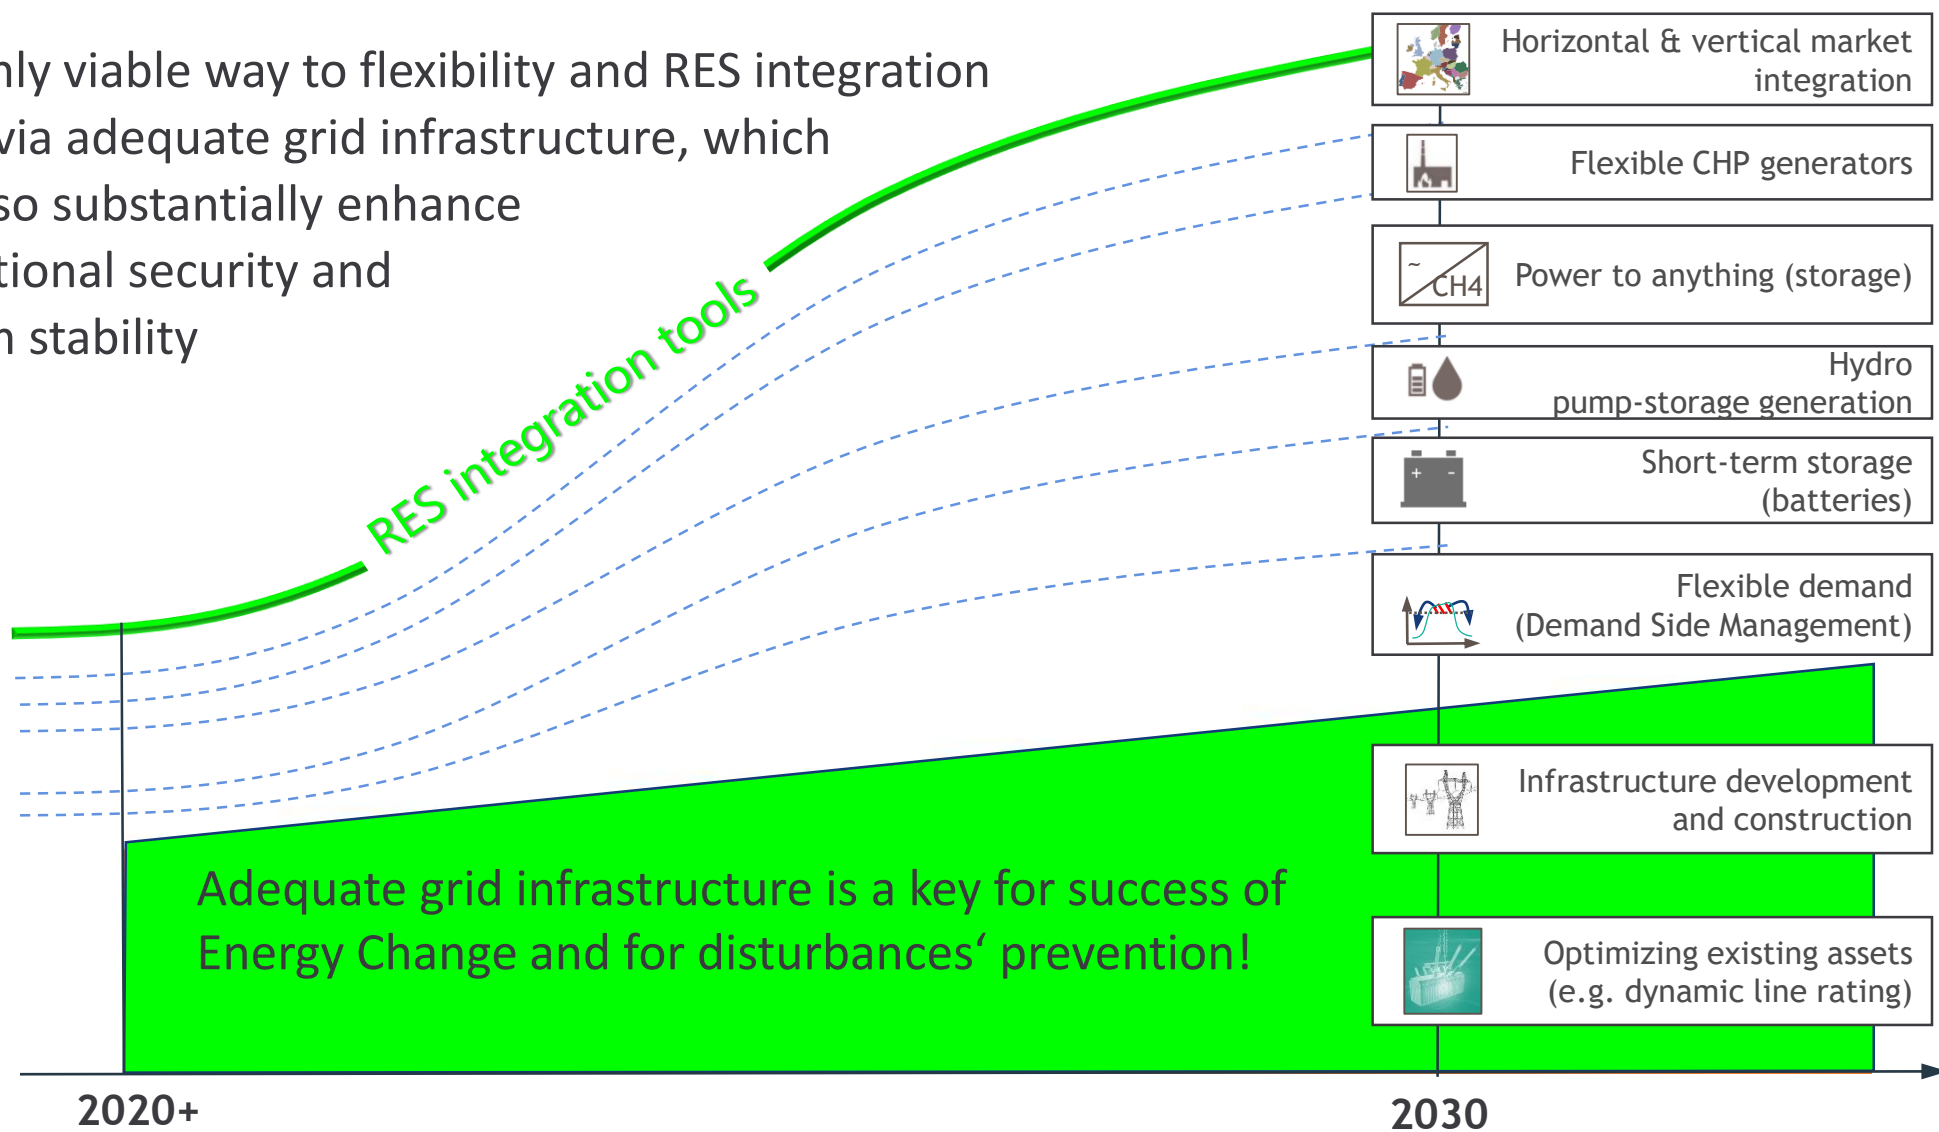 nly viable way to flexibility and RES integration
via adequate grid infrastructure, which
so substantially enhance
tional security and
n stability
RES integration tools
Horizontal & vertical market
integration
Flexible CHP generators
~
CH4
Power to anything (storage)
Hydro
pump-storage generation
+ -
Short-term storage
(batteries)
Flexible demand
(Demand Side Management)
Infrastructure development
and construction
Adequate grid infrastructure is a key for success of
Energy Change and for disturbances‘ prevention!
Optimizing existing assets
(e.g. dynamic line rating)
2020+
2030